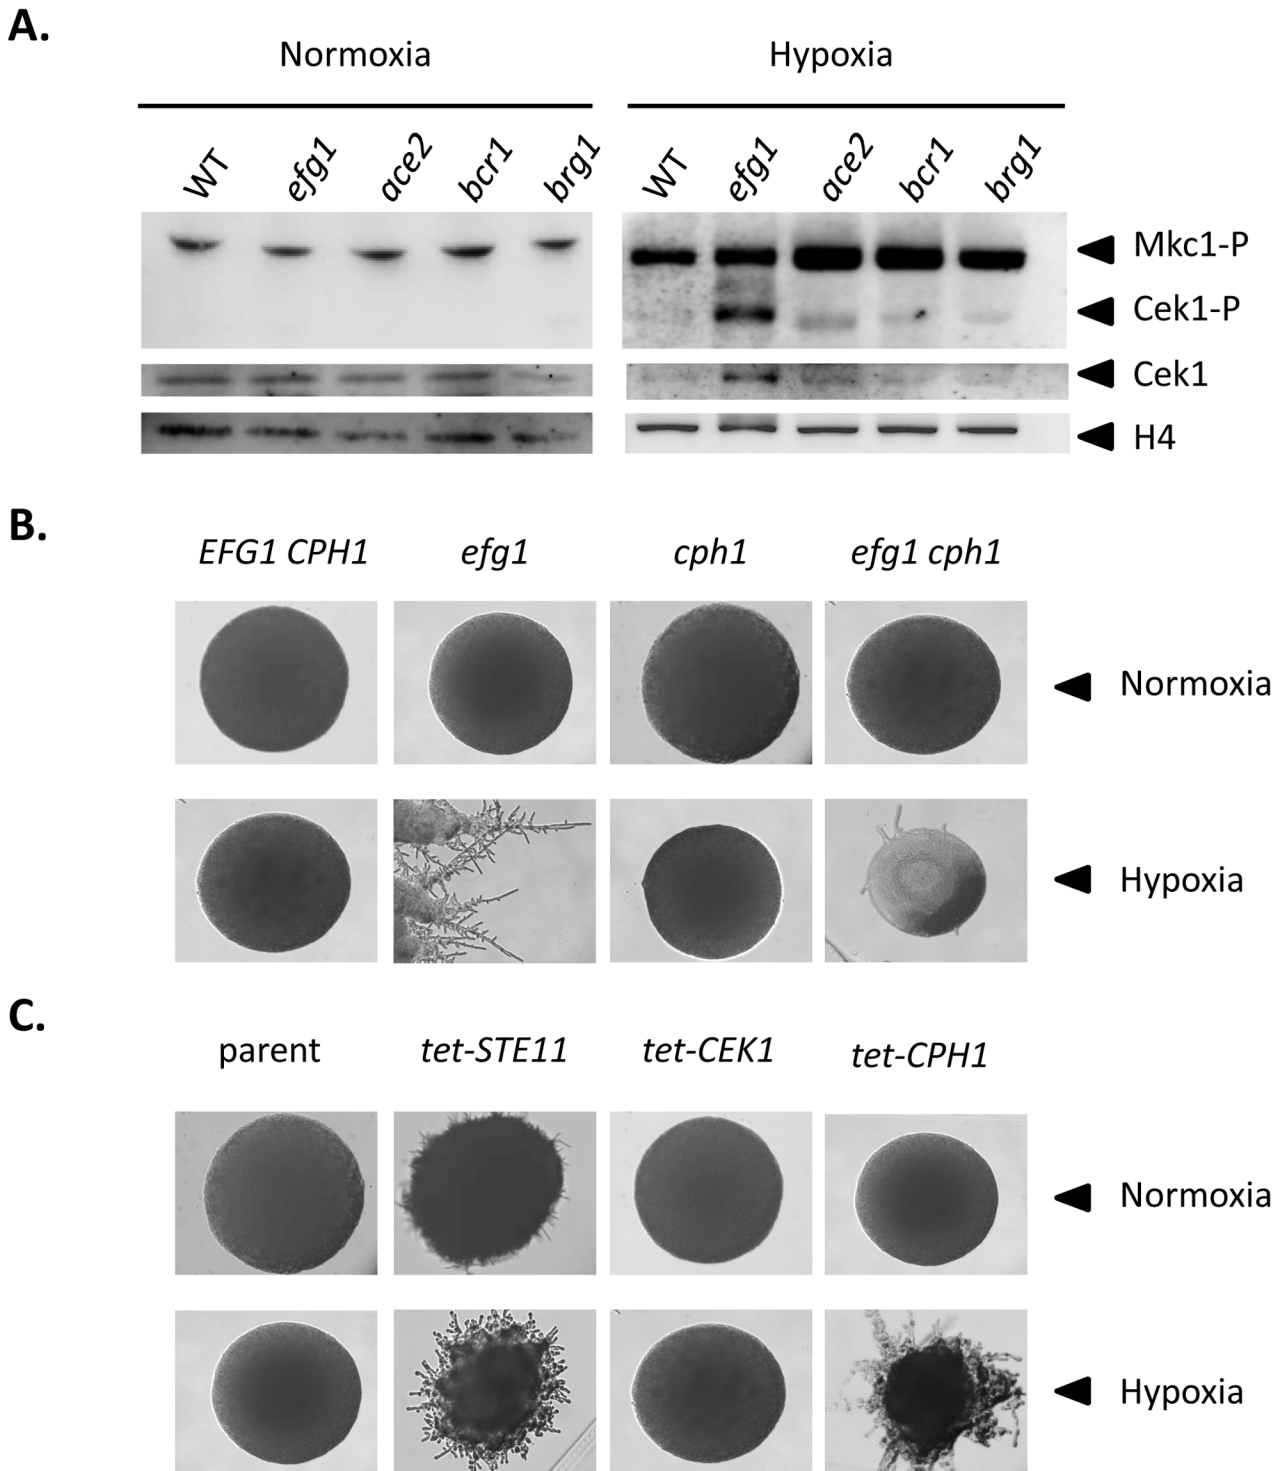 A.
Normoxia Hypoxia
WT efg1 ace2 bcr1 brg1 WT efg1 ace2 bcr1 brg1
Mkc1-P
Cek1-P
Cek1
H4
B.
EFG1 CPH1 efg1 cph1 efg1 cph1
Normoxia
Hypoxia
C.
parent tet-STE11 tet-CEK1 tet-CPH1
Normoxia
Hypoxia